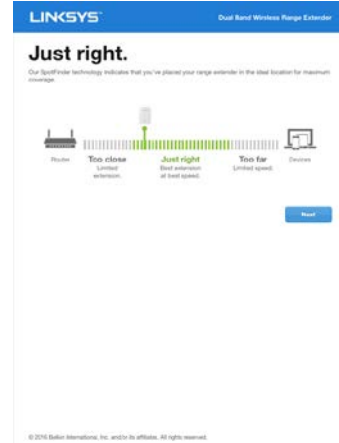 LINKSYS™
Dual Band Wireless Range Extender
Just right.
Our SpotFinder technology indicates that you've placed your range extender in the ideal location for maximum
coverage.
Router
Too close
Limited
extension.
Just right
Best extension
at best speed.
Too far
Limited speed.
Devices
Next
© 2016 Belkin International, Inc. and/or its affiliates. All rights reserved.